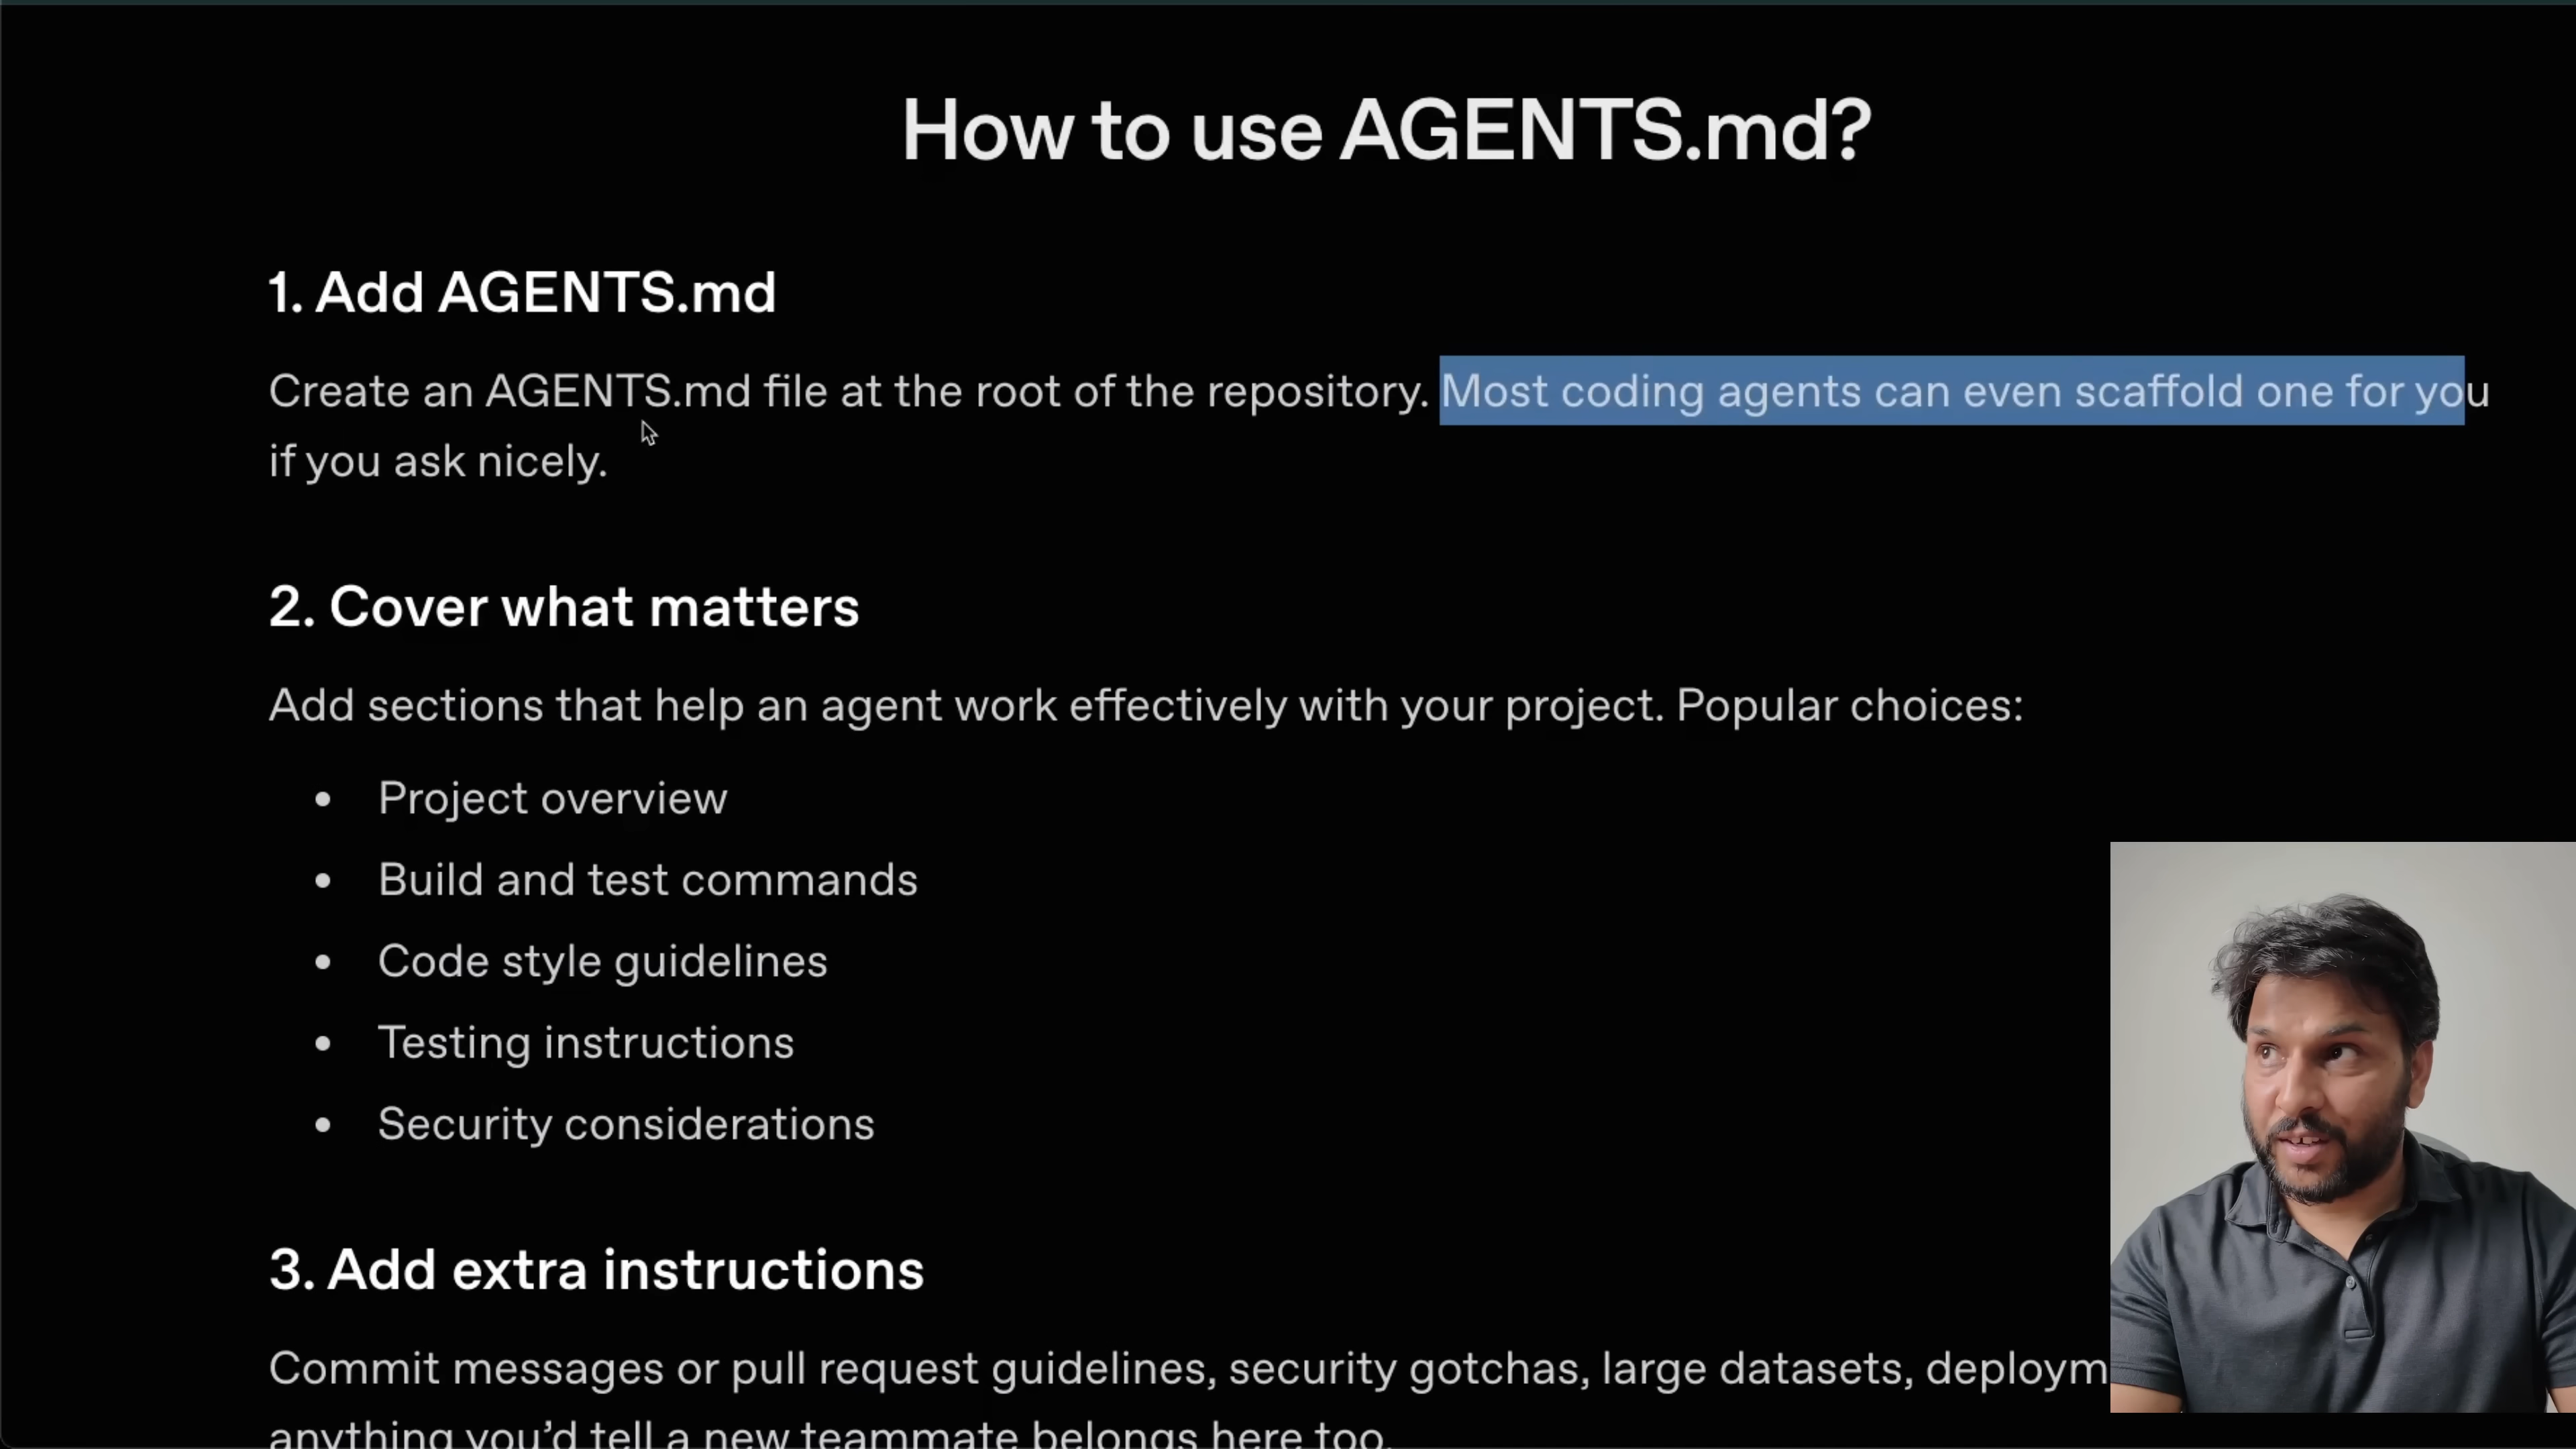 How to use AGENTS.md?
1. Add AGENTS.md
Create an AGENTS.md file at the root of the repository. Most coding agents can even scaffold one for you
if you ask nicely.
2. Cover what matters
Add sections that help an agent work effectively with your project. Popular choices:
• Project overview
• Build and test commands
• Code style guidelines
• Testing instructions
• Security considerations
3. Add extra instructions
Commit messages or pull request guidelines, security gotchas, large datasets, deploym
anything you'd tell a new teammate belongs here too.